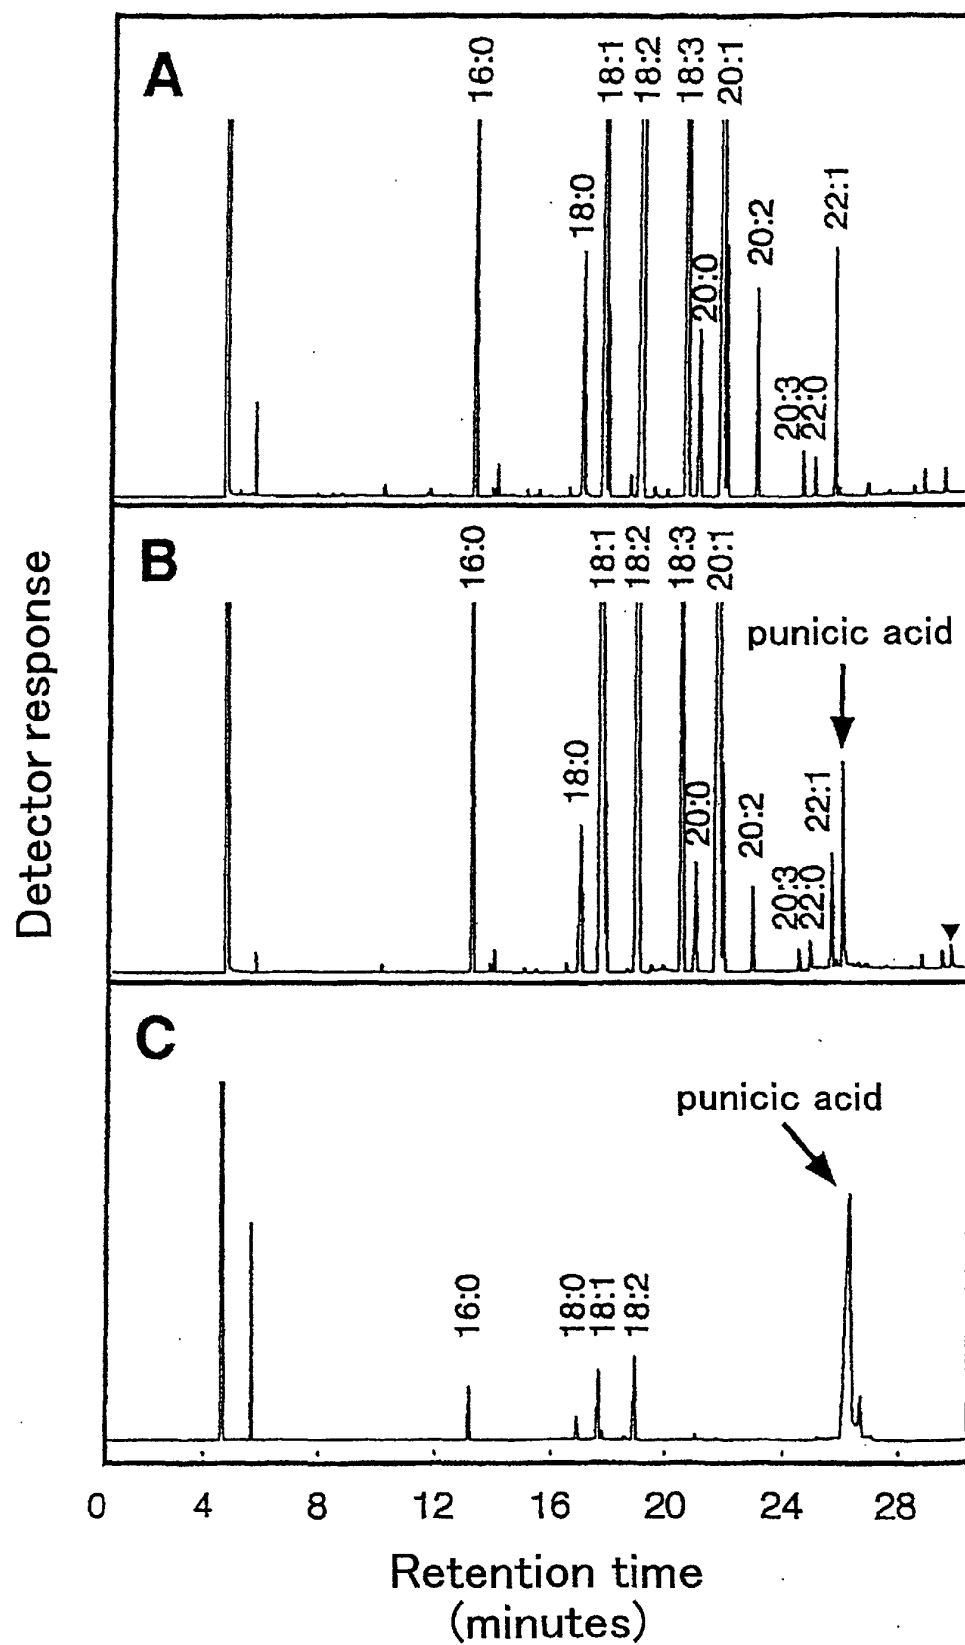 A
16:0
18:0
18:1
18:2
18:3
20:0
20:1
20:2
20:3
22:0
22:1
B
16:0
18:0
18:1
18:2
18:3
20:0
20:1
20:2
20:3
22:0
22:1
punicic acid
C
16:0
18:0
18:1
18:2
punicic acid
Detector response
0 4 8 12 16 20 24 28
Retention time
(minutes)